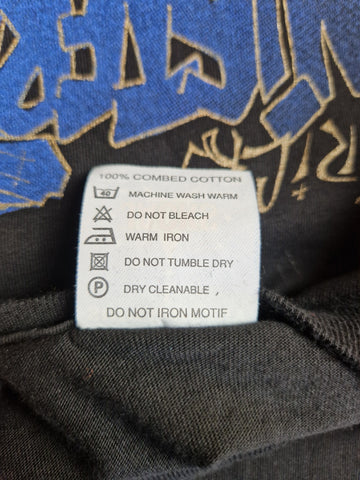 100% COMBED COTTON
40 MACHINE WASH WARM
DO NOT BLEACH
WARM IRON
DO NOT TUMBLE DRY
P DRY CLEANABLE
DO NOT IRON MOTIF